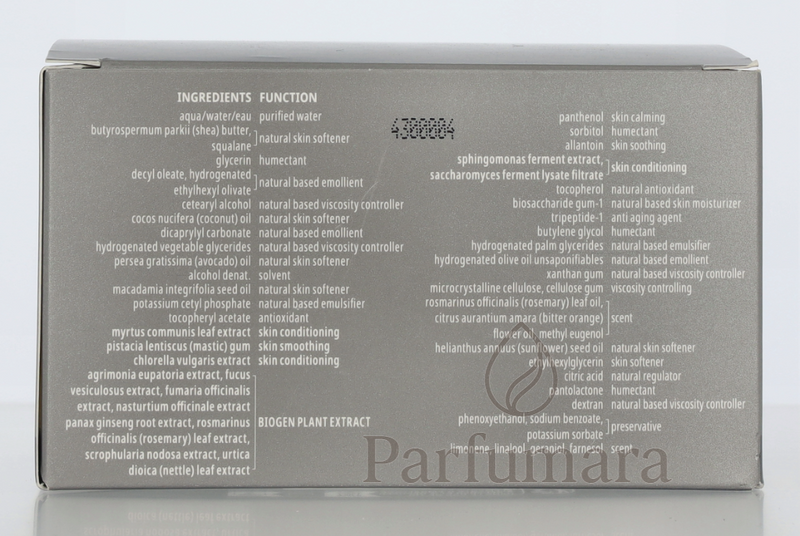 INGREDIENTS FUNCTION
aqua/water/eau purified water
butyrospermum parkii (shea) butter,
squalane
natural skin softener
glycerin humectant
decyl oleate, hydrogenated
ethylhexyl olivate
natural based emollient
cetearyl alcohol natural based viscosity controller
cocos nucifera (coconut) oil natural skin softener
dicaprylyl carbonate natural based emollient
hydrogenated vegetable glycerides natural based viscosity controller
persea gratissima (avocado) oil natural skin softener
alcohol denat. solvent
macadamia integrifolia seed oil natural skin softener
potassium cetyl phosphate natural based emulsifier
tocopheryl acetate antioxidant
myrtus communis leaf extract skin conditioning
pistacia lentiscus (mastic) gum skin smoothing
chlorella vulgaris extract skin conditioning
agrimonia eupatoria extract, fucus
vesiculosus extract, fumaria officinalis
extract, nasturtium officinale extract
panax ginseng root extract, rosmarinus
officinalis (rosemary) leaf extract,
scrophularia nodosa extract, urtica
dioica (nettle) leaf extract
BIOGEN PLANT EXTRACT
4300004
panthenol skin calming
sorbitol humectant
allantoin skin soothing
sphingomonas ferment extract,
saccharomyces ferment lysate filtrate
skin conditioning
tocopherol natural antioxidant
biosaccharide gum-1 natural based skin moisturizer
tripeptide-1 anti aging agent
butylene glycol humectant
hydrogenated palm glycerides natural based emulsifier
hydrogenated olive oil unsaponifiables natural based emollient
xanthan gum natural based viscosity controller
microcrystalline cellulose, cellulose gum viscosity controlling
rosmarinus officinalis (rosemary) leaf oil,
citrus aurantium amara (bitter orange)
flower oil, methyl eugenol
scent
helianthus annuus (sunflower) seed oil natural skin softener
ethylhexylglycerin skin softener
citric acid natural regulator
pantolactone humectant
dextran natural based viscosity controller
phenoxyethanol, sodium benzoate,
potassium sorbate
preservative
limonene, linalool, geraniol, farnesol scent
Parfumara